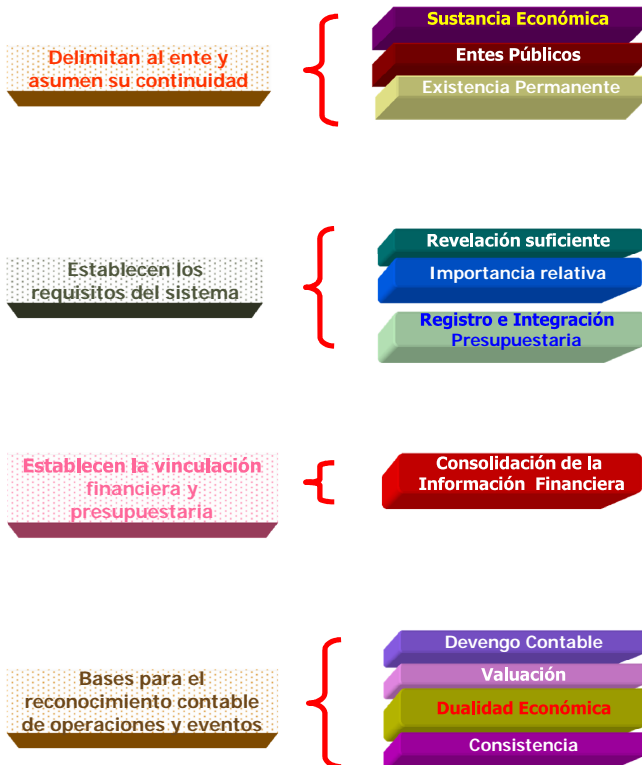 Delimitan al ente y
asumen su continuidad
Sustancia Económica
Entes Públicos
Existencia Permanente
Establecen los
requisitos del sistema
Revelación suficiente
Importancia relativa
Registro e Integración
Presupuestaria
Establecen la vinculación
financiera y
presupuestaria
Consolidación de la
Información Financiera
Bases para el
reconocimiento contable
de operaciones y eventos
Devengo Contable
Valuación
Dualidad Económica
Consistencia